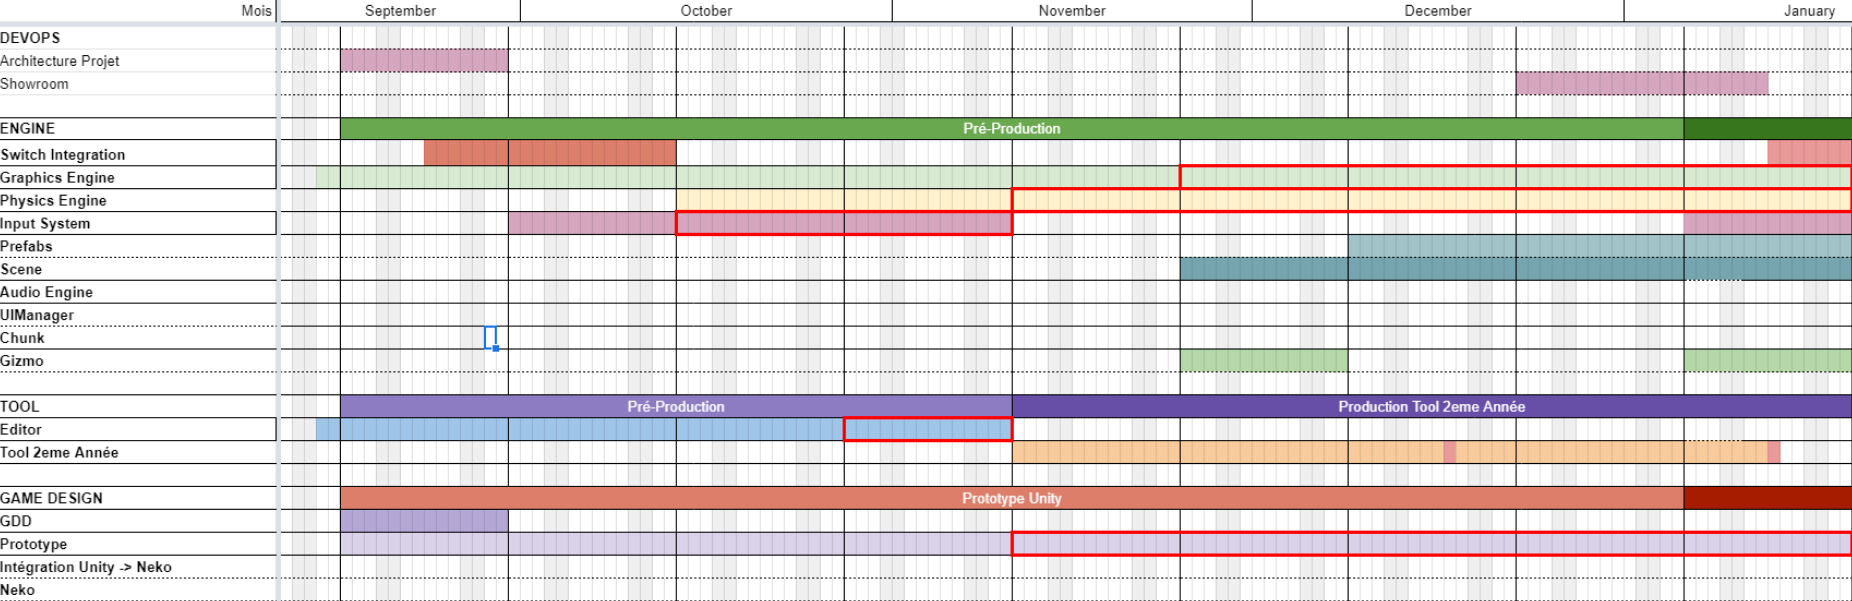 Mois September October November December January
DEVOPS
Architecture Projet
Showroom
ENGINE Pré-Production
Switch Integration
Graphics Engine
Physics Engine
Input System
Prefabs
Scene
Audio Engine
UIManager
Chunk
Gizmo
TOOL Pré-Production Production Tool 2eme Année
Editor
Tool 2eme Année
GAME DESIGN Prototype Unity
GDD
Prototype
Intégration Unity -> Neko
Neko